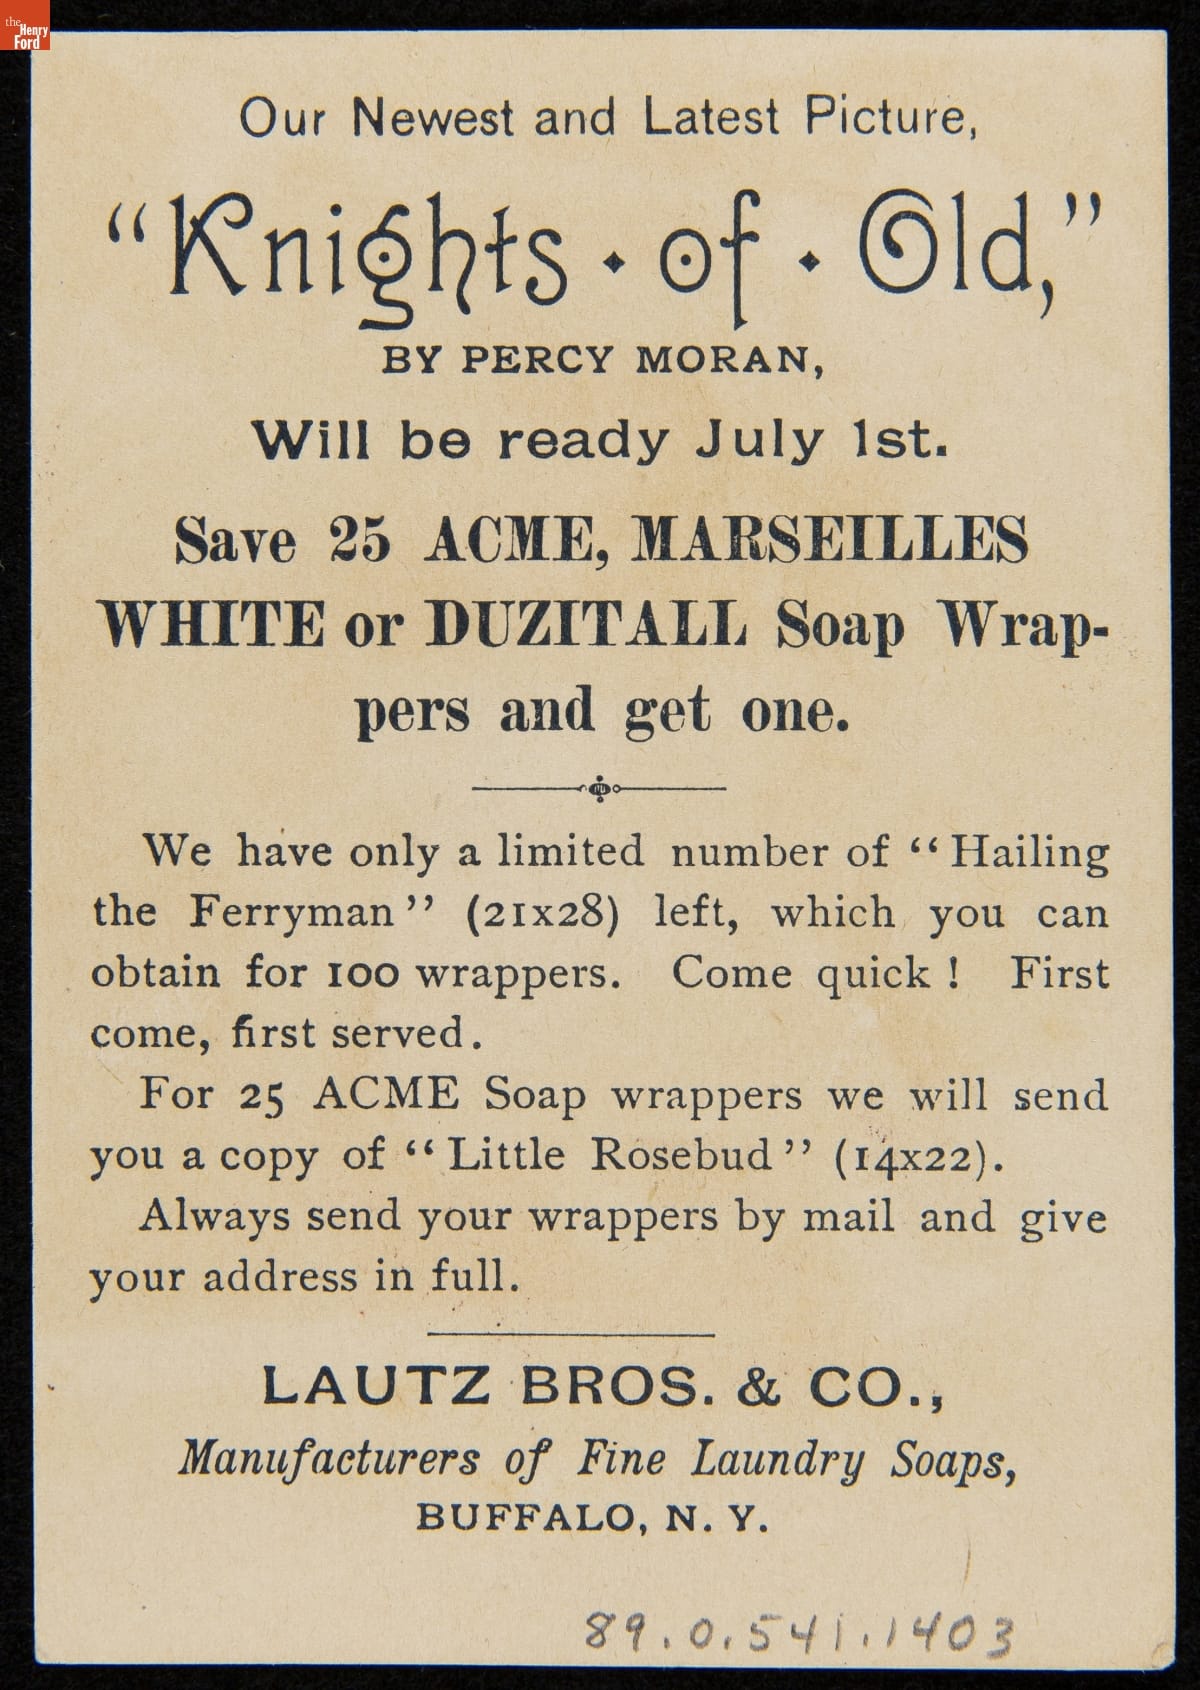 the
Henry
Ford
Our Newest and Latest Picture,
“Knights · of · Old,”
BY PERCY MORAN,
Will be ready July 1st.
Save 25 ACME, MARSEILLES
WHITE or DUZITALL Soap Wrap-
pers and get one.
We have only a limited number of “Hailing
the Ferryman” (21x28) left, which you can
obtain for 100 wrappers. Come quick! First
come, first served.
For 25 ACME Soap wrappers we will send
you a copy of “Little Rosebud” (14x22).
Always send your wrappers by mail and give
your address in full.
LAUTZ BROS. & CO.,
Manufacturers of Fine Laundry Soaps,
BUFFALO, N. Y.
89.0.541.1403